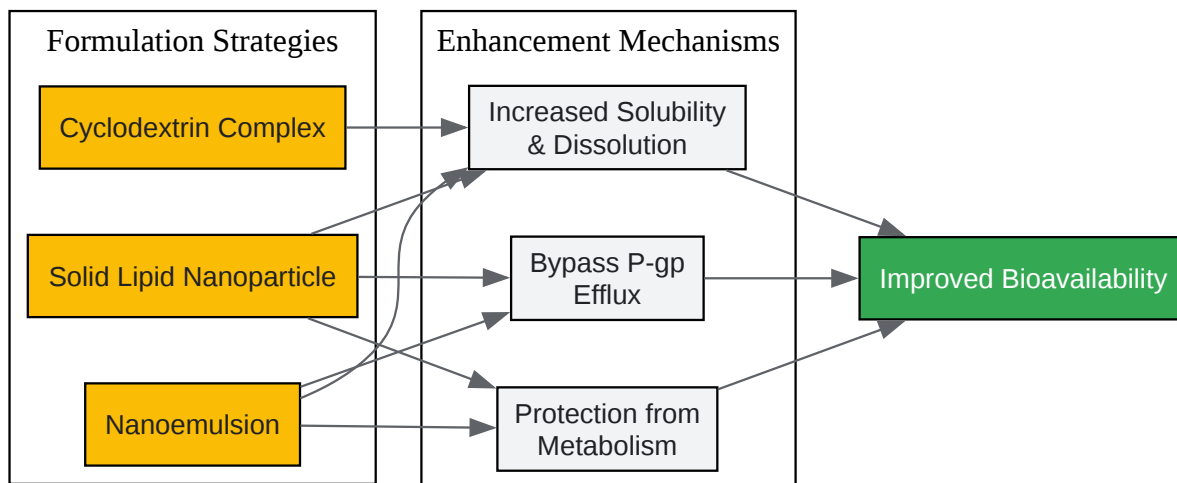 Formulation Strategies
Enhancement Mechanisms
Cyclodextrin Complex
Increased Solubility
& Dissolution
Solid Lipid Nanoparticle
Bypass P-gp
Efflux
Improved Bioavailability
Nanoemulsion
Protection from
Metabolism